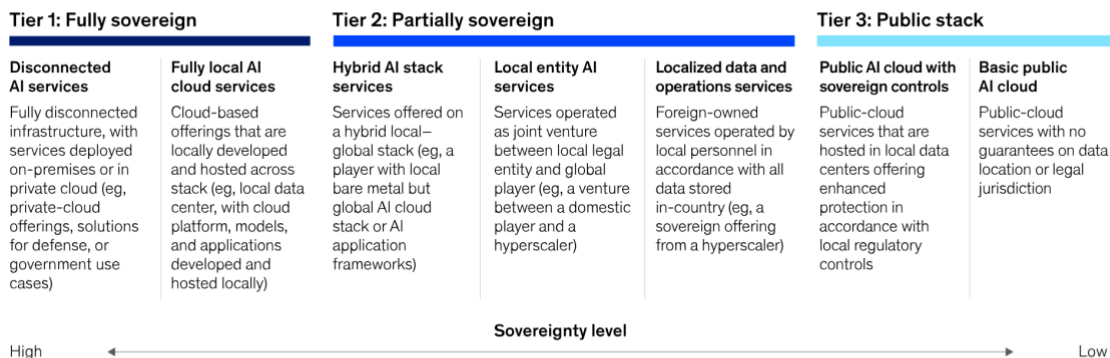 Tier 1: Fully sovereign
Tier 2: Partially sovereign
Tier 3: Public stack
Disconnected
AI services
Fully disconnected
infrastructure, with
services deployed
on-premises or in
private cloud (eg,
private-cloud
offerings, solutions
for defense, or
government use
cases)
Fully local AI
cloud services
Cloud-based
offerings that are
locally developed
and hosted across
stack (eg, local data
center, with cloud
platform, models,
and applications
developed and
hosted locally)
Hybrid AI stack
services
Services offered on
a hybrid local–
global stack (eg, a
player with local
bare metal but
global AI cloud
stack or AI
application
frameworks)
Local entity AI
services
Services operated
as joint venture
between local legal
entity and global
player (eg, a venture
between a domestic
player and a
hyperscaler)
Localized data and
operations services
Foreign-owned
services operated by
local personnel in
accordance with all
data stored
in-country (eg, a
sovereign offering
from a hyperscaler)
Public AI cloud with
sovereign controls
Public-cloud
services that are
hosted in local data
centers offering
enhanced
protection in
accordance with
local regulatory
controls
Basic public
AI cloud
Public-cloud
services with no
guarantees on data
location or legal
jurisdiction
Sovereignty level
High
Low